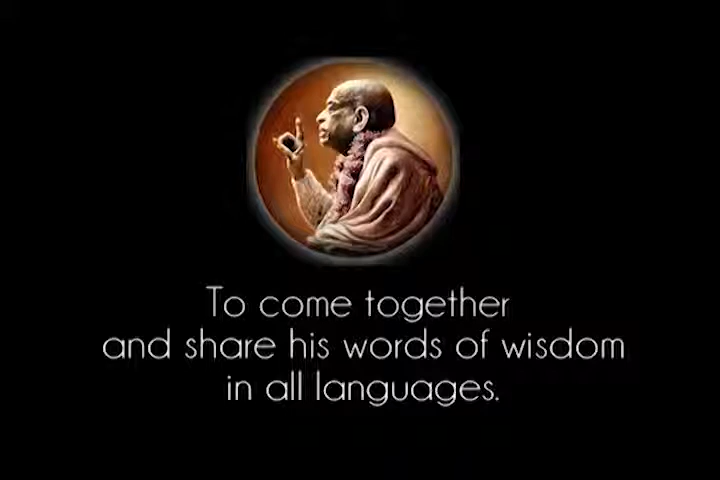 To come together
and share his words of wisdom
in all languages.